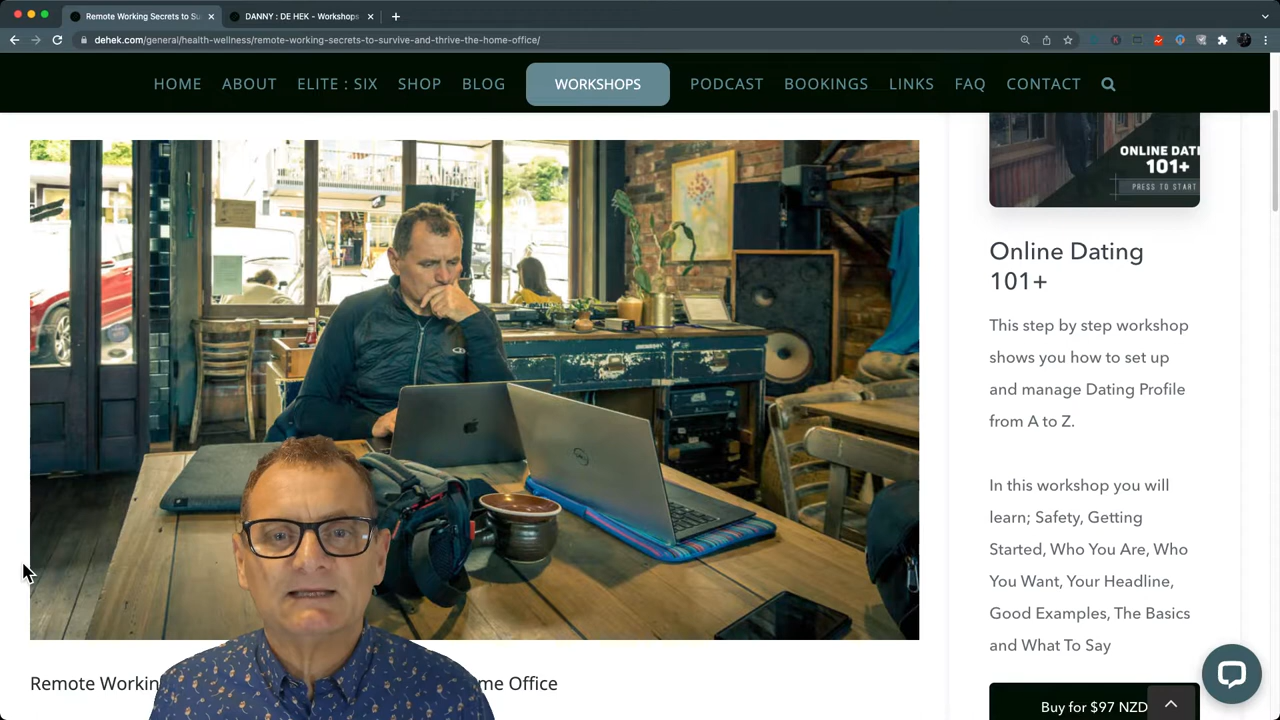 Remote Working Secrets to Su
DANNY : DE HEK - Workshops
dehek.com/general/health-wellness/remote-working-secrets-to-survive-and-thrive-the-home-office/
HOME ABOUT ELITE : SIX SHOP BLOG WORKSHOPS PODCAST BOOKINGS LINKS FAQ CONTACT
ONLINE DATI
101+
PRESS TO START
Online Dating
101+
This step by step workshop
shows you how to set up
and manage Dating Profile
from A to Z.
In this workshop you will
learn; Safety, Getting
Started, Who You Are, Who
You Want, Your Headline,
Good Examples, The Basics
and What To Say
Buy for $97 NZD
Remote Workin me Office